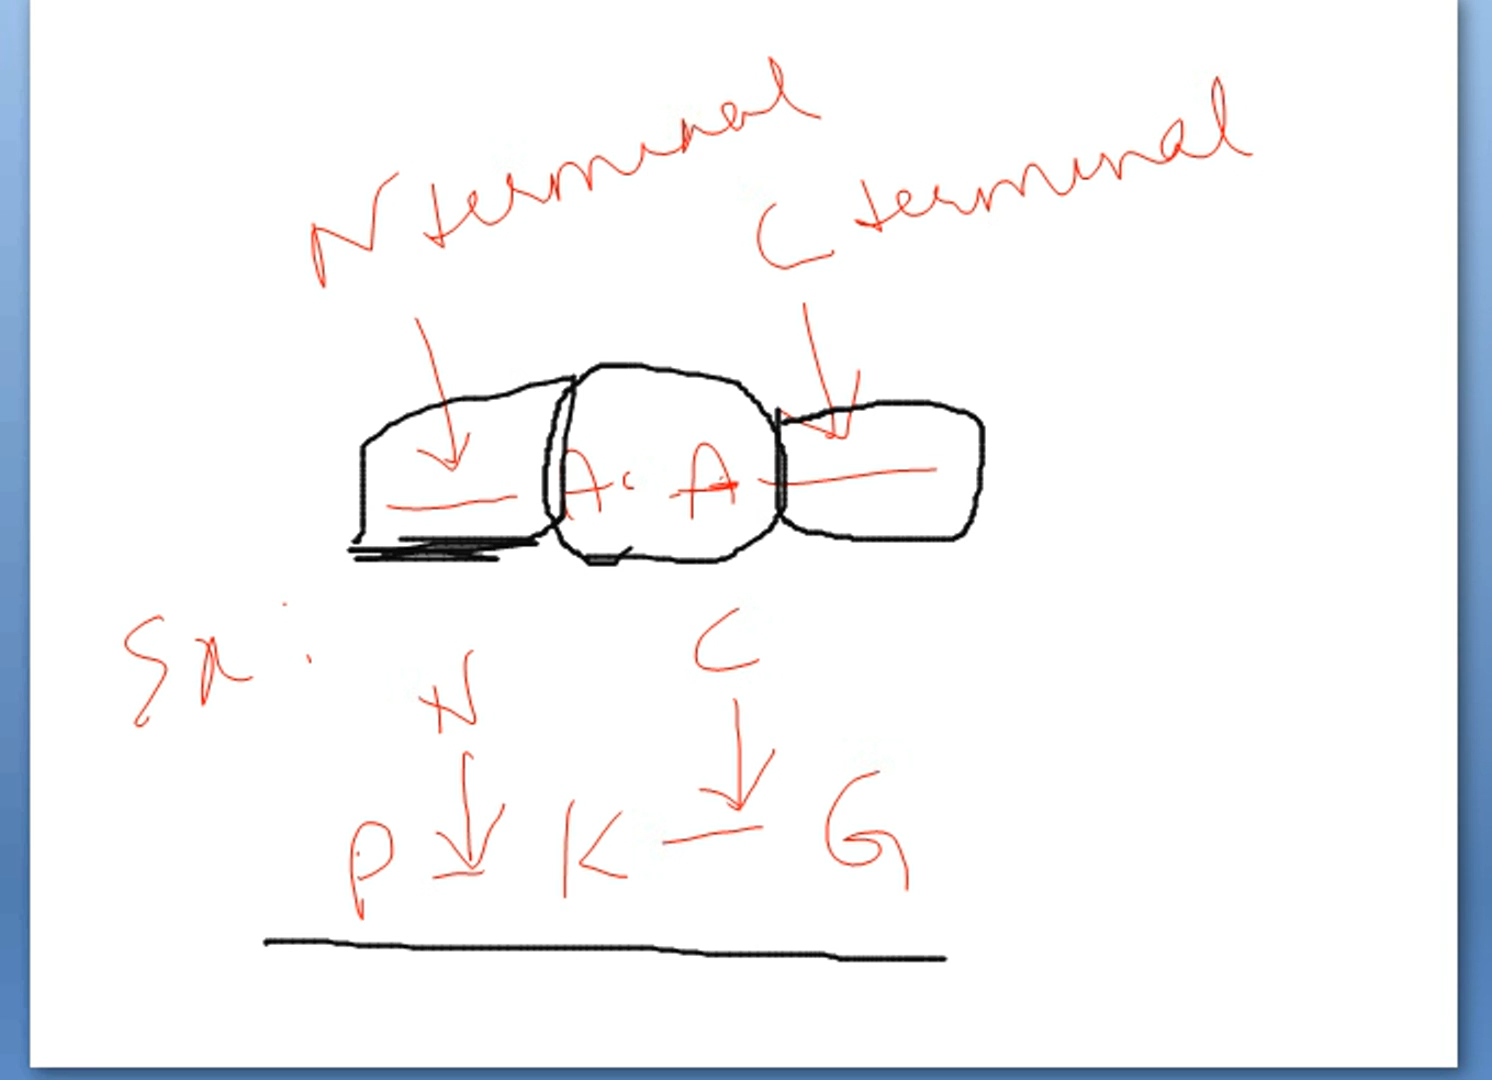 N terminal
C terminal
A. A
Ex :
N
C
P K G